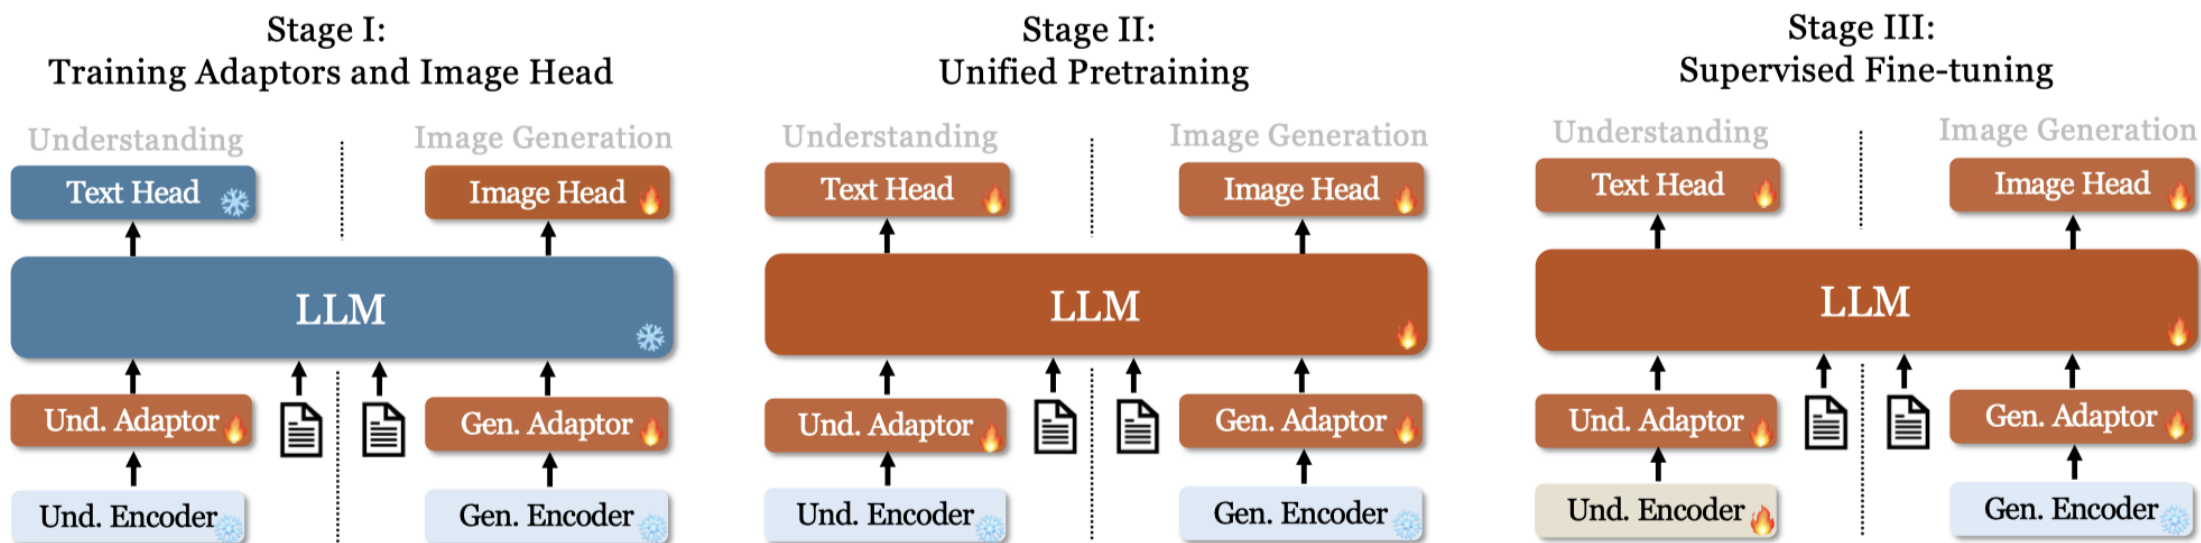 Stage I:
Training Adaptors and Image Head
Understanding
Image Generation
Text Head
Image Head
LLM
Und. Adaptor
Gen. Adaptor
Und. Encoder
Gen. Encoder
Stage II:
Unified Pretraining
Understanding
Image Generation
Text Head
Image Head
LLM
Und. Adaptor
Gen. Adaptor
Und. Encoder
Gen. Encoder
Stage III:
Supervised Fine-tuning
Understanding
Image Generation
Text Head
Image Head
LLM
Und. Adaptor
Gen. Adaptor
Und. Encoder
Gen. Encoder